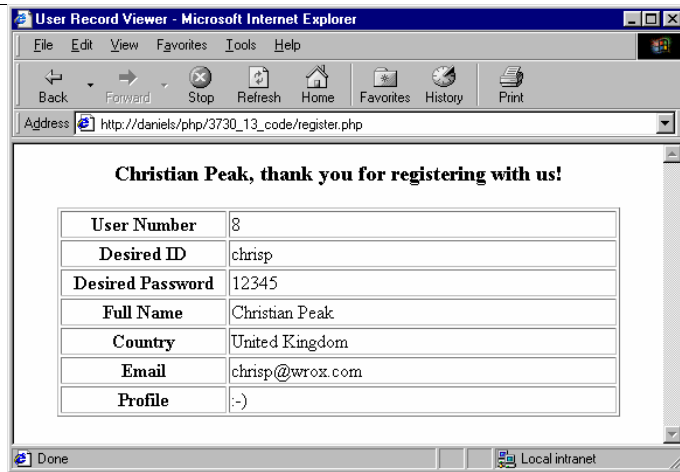 User Record Viewer - Microsoft Internet Explorer
File Edit View Favorites Tools Help
Back Forward Stop Refresh Home Favorites History Print
Address http://daniels/php/3730_13_code/register.php
Christian Peak, thank you for registering with us!
User Number 8
Desired ID chrisp
Desired Password 12345
Full Name Christian Peak
Country United Kingdom
Email chrisp@wrox.com
Profile :-)
Done Local intranet